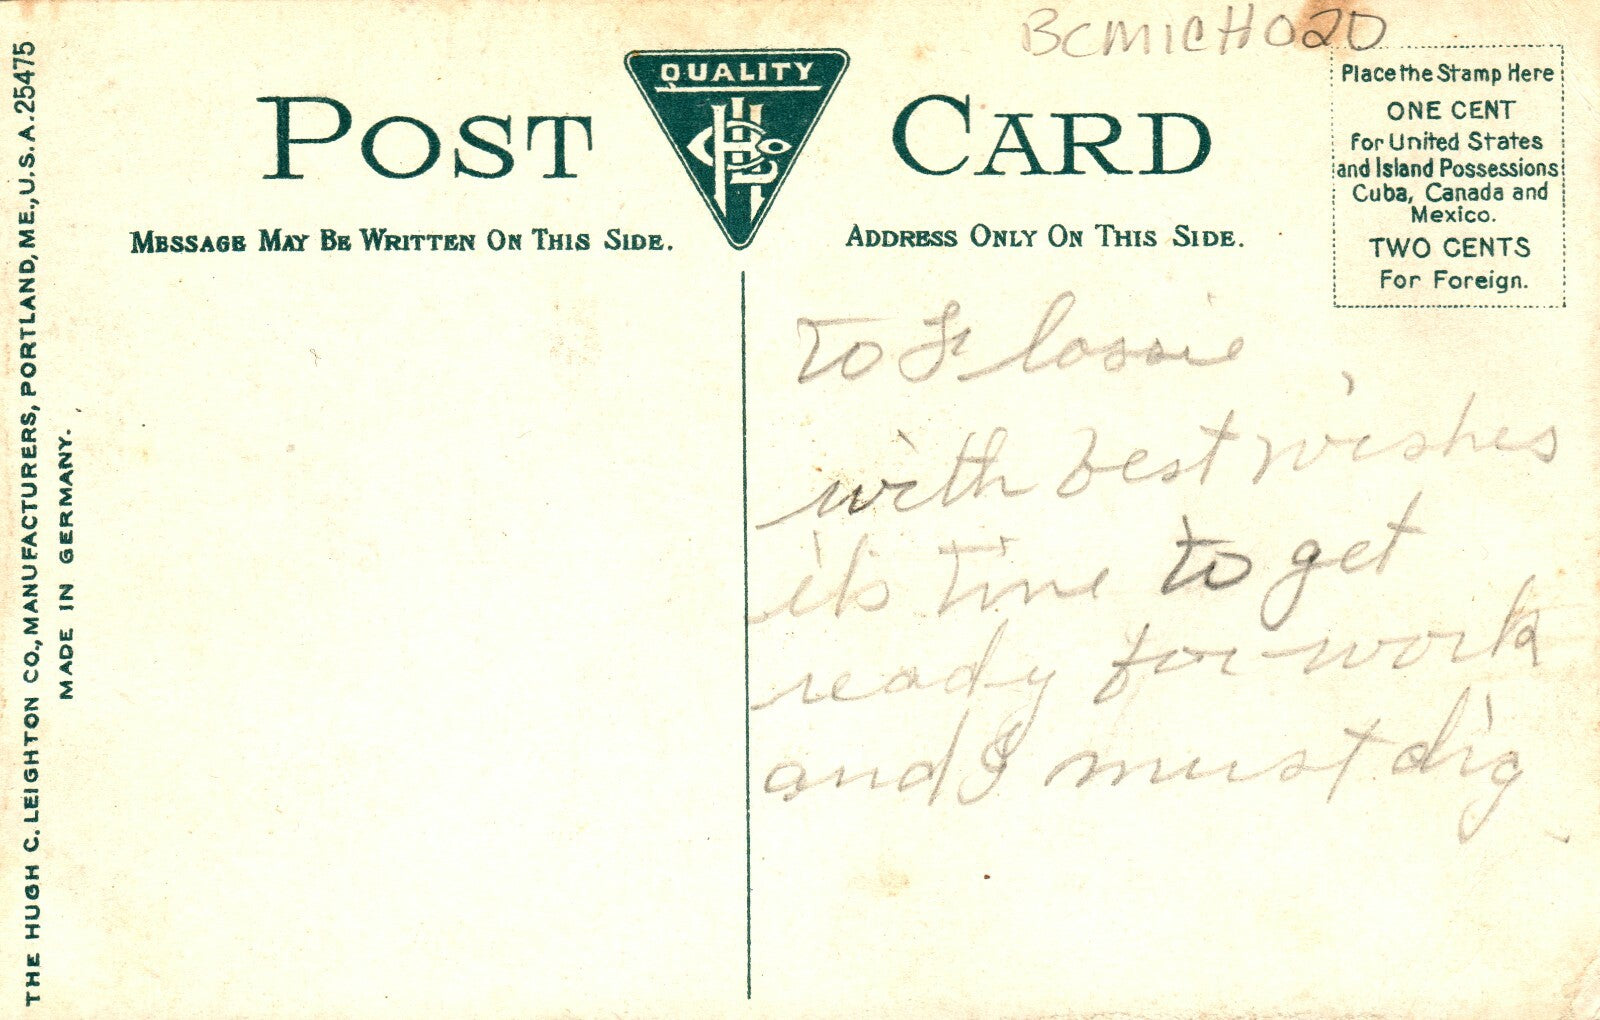 BCMICH020
QUALITY
POST CARD
MESSAGE MAY BE WRITTEN ON THIS SIDE.
ADDRESS ONLY ON THIS SIDE.
Place the Stamp Here
ONE CENT
For United States
and Island Possessions
Cuba, Canada and
Mexico.
TWO CENTS
For Foreign.
to Flossie
with best wishes
it's time to get
ready for work
and I must dig
THE HUGH C. LEIGHTON CO., MANUFACTURERS, PORTLAND, ME., U.S.A. 25475
MADE IN GERMANY.